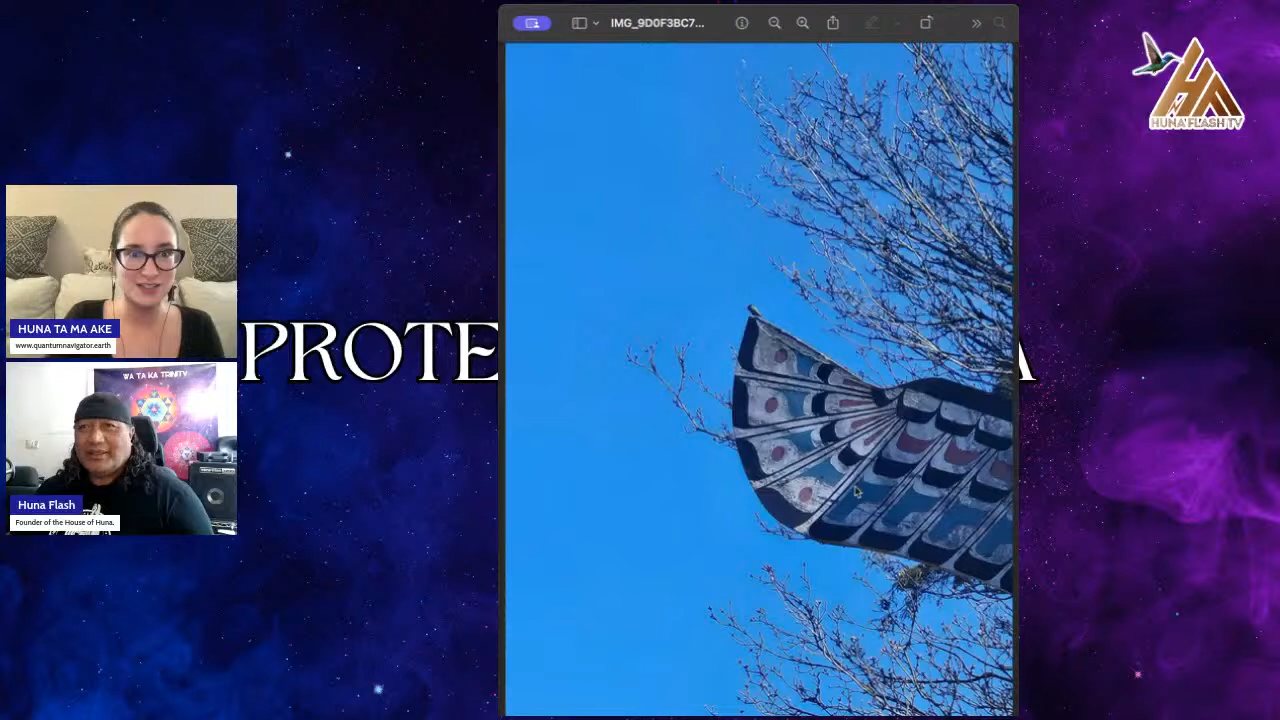 IMG_9D0F3BC7...
HA
HUNA FLASH TV
HUNA TA MA AKE
www.quantumnavigator.earth
PROTE
A
WA TA KA TRINITY
Huna Flash
Founder of the House of Huna,